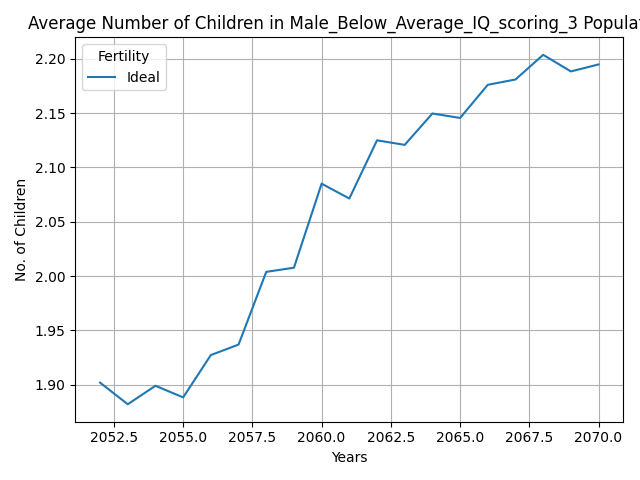 Average Number of Children in Male_Below_Average_IQ_scoring_3 Populat
Fertility
Ideal
No. of Children
2.20
2.15
2.10
2.05
2.00
1.95
1.90
2052.5 2055.0 2057.5 2060.0 2062.5 2065.0 2067.5 2070.0
Years